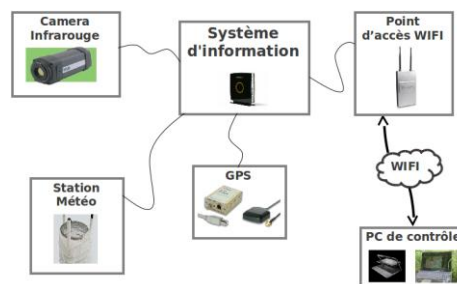 Camera
Infrarouge
Système
d'information
Point
d'accès WIFI
GPS
WIFI
Station
Météo
PC de contrôle